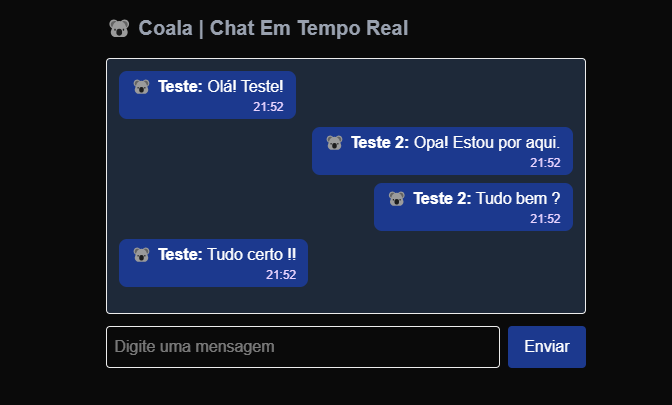 🐨 Coala | Chat Em Tempo Real
🐨 Teste: Olá! Teste!
21:52
🐨 Teste 2: Opa! Estou por aqui.
21:52
🐨 Teste 2: Tudo bem ?
21:52
🐨 Teste: Tudo certo !!
21:52
Digite uma mensagem
Enviar